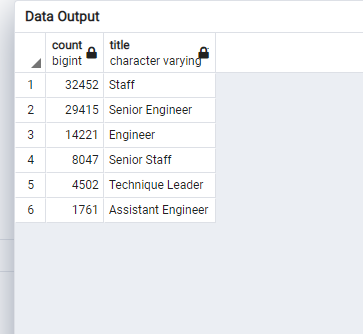 Data Output
count title
bigint character varying
1 32452 Staff
2 29415 Senior Engineer
3 14221 Engineer
4 8047 Senior Staff
5 4502 Technique Leader
6 1761 Assistant Engineer